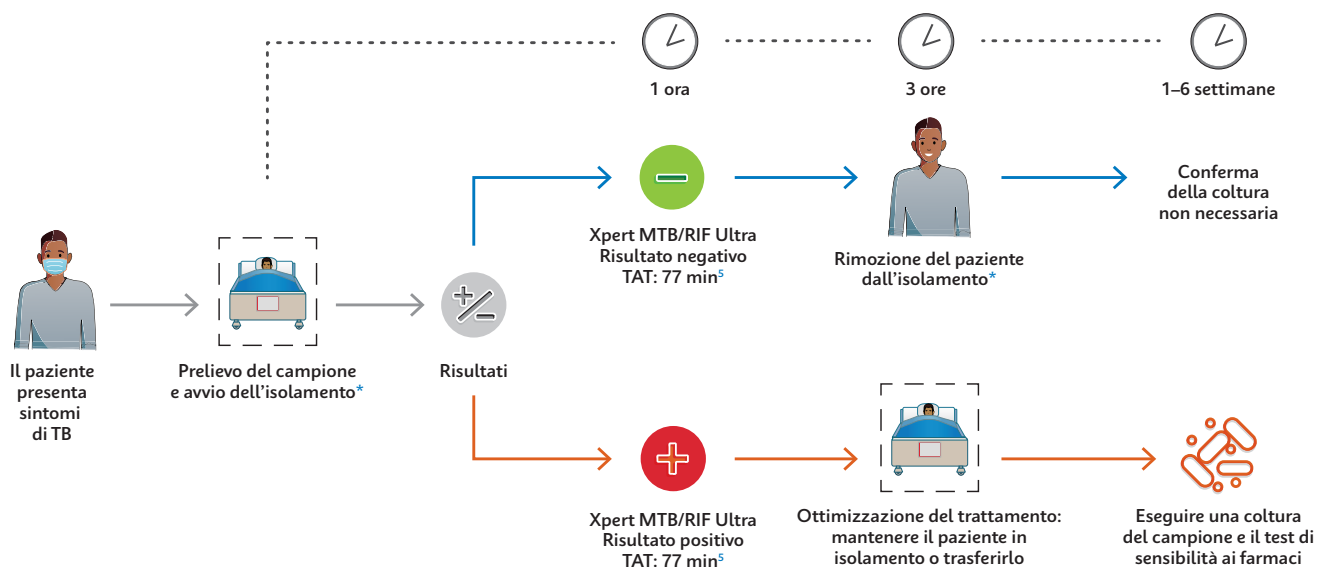 1 ora
3 ore
1–6 settimane
Il paziente
presenta
sintomi
di TB
Prelievo del campione
e avvio dell’isolamento*
Risultati
Xpert MTB/RIF Ultra
Risultato negativo
TAT: 77 min⁵
Rimozione del paziente
dall’isolamento*
Conferma
della coltura
non necessaria
Xpert MTB/RIF Ultra
Risultato positivo
TAT: 77 min⁵
Ottimizzazione del trattamento:
mantenere il paziente in
isolamento o trasferirlo
Eseguire una coltura
del campione e il test di
sensibilità ai farmaci